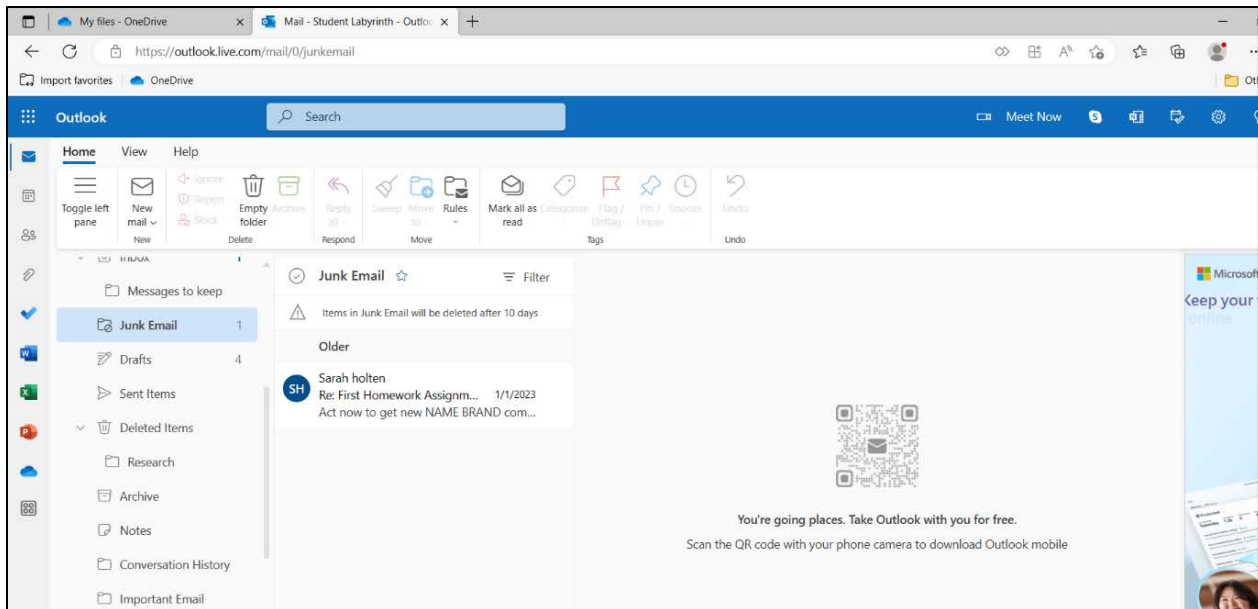 My files - OneDrive
Mail - Student Labyrinth - Outloo
https://outlook.live.com/mail/0/junkemail
Import favorites
OneDrive
Outlook
Search
Meet Now
Home View Help
Toggle left pane
New mail
Ignore
Report
Block
Empty folder
Archive
Reply all
Sweep
Move to
Rules
Mark all as read
Categorize
Flag / Unflag
Pin / Unpin
Snooze
Undo
New
Delete
Respond
Move
Tags
Undo
Inbox 1
Messages to keep
Junk Email 1
Drafts 4
Sent Items
Deleted Items
Research
Archive
Notes
Conversation History
Important Email
Junk Email
Filter
Items in Junk Email will be deleted after 10 days
Older
SH
Sarah holten
Re: First Homework Assignm... 1/1/2023
Act now to get new NAME BRAND com...
You're going places. Take Outlook with you for free.
Scan the QR code with your phone camera to download Outlook mobile
Microsoft
Keep your
online